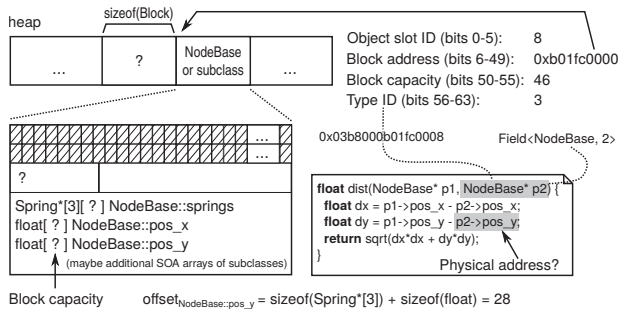 heap
sizeof(Block)
...
?
NodeBase
or subclass
...
Object slot ID (bits 0-5): 8
Block address (bits 6-49): 0xb01fc0000
Block capacity (bits 50-55): 46
Type ID (bits 56-63): 3
0x03b8000b01fc0008
Field<NodeBase, 2>
...
...
?
Spring*[3][ ? ] NodeBase::springs
float[ ? ] NodeBase::pos_x
float[ ? ] NodeBase::pos_y
(maybe additional SOA arrays of subclasses)
float dist(NodeBase* p1, NodeBase* p2) {
float dx = p1->pos_x - p2->pos_x;
float dy = p1->pos_y - p2->pos_y;
return sqrt(dx*dx + dy*dy);
}
Physical address?
Block capacity
offsetNodeBase::pos_y = sizeof(Spring*[3]) + sizeof(float) = 28